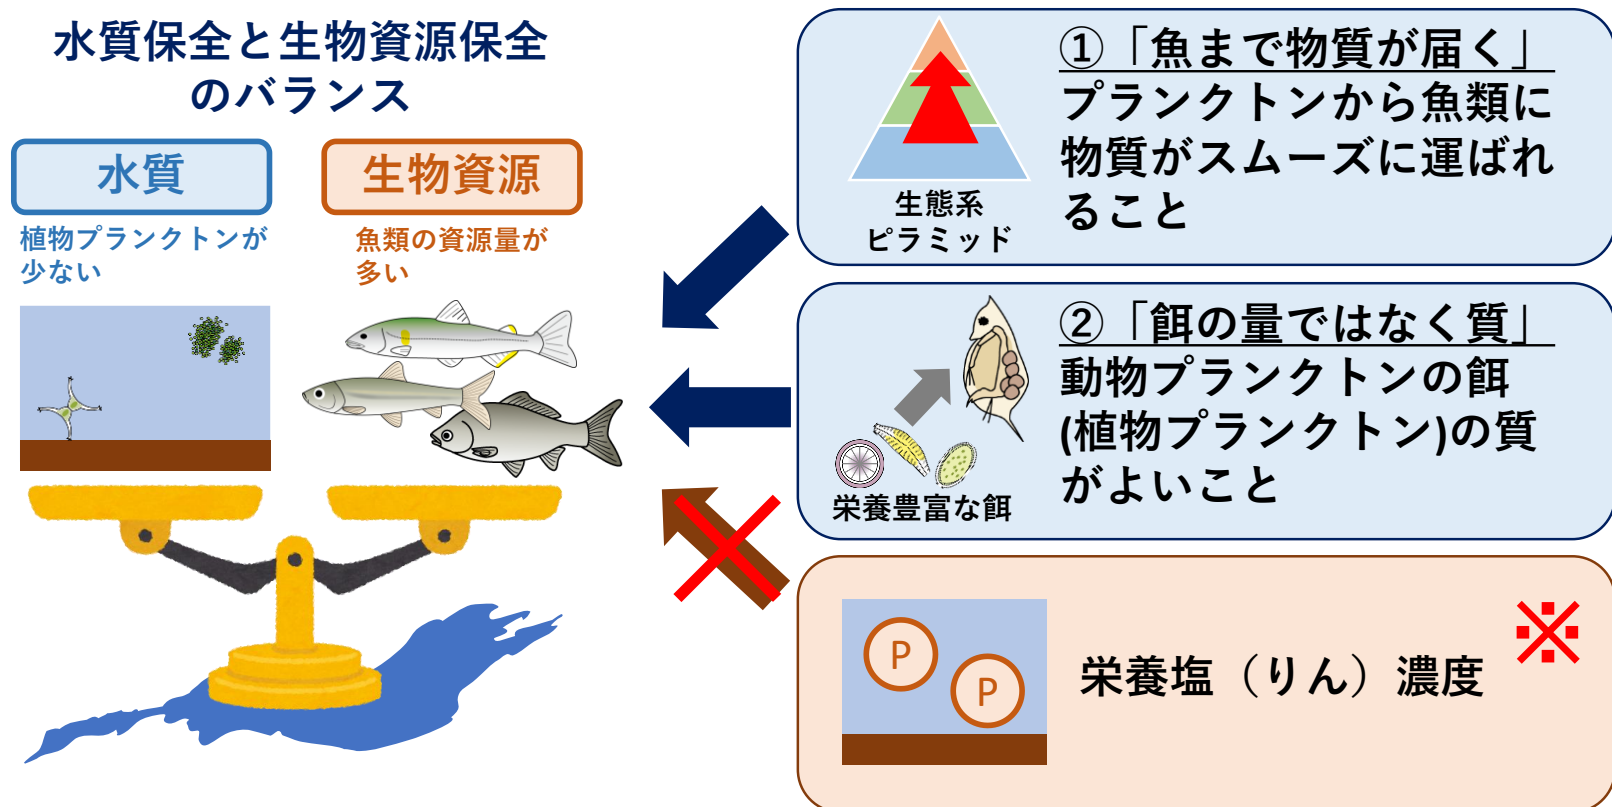 水質保全と生物資源保全
のバランス
水質
生物資源
植物プランクトンが
少ない
魚類の資源量が
多い
①「魚まで物質が届く」
プランクトンから魚類に
物質がスムーズに運ばれ
ること
生態系
ピラミッド
②「餌の量ではなく質」
動物プランクトンの餌
(植物プランクトン)の質
がよいこと
栄養豊富な餌
P
P
栄養塩（りん）濃度
※